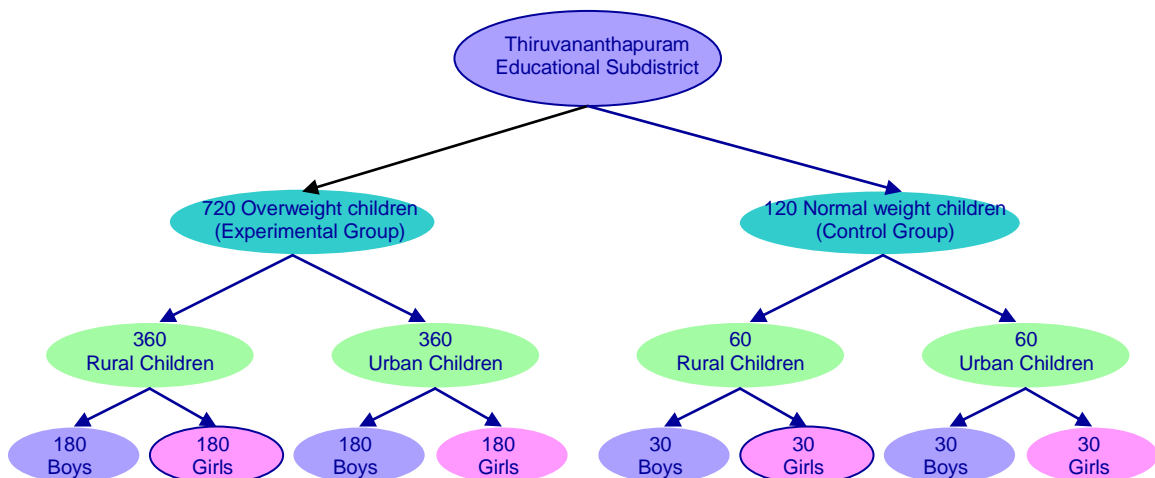 Thiruvananthapuram
Educational Subdistrict
720 Overweight children
(Experimental Group)
120 Normal weight children
(Control Group)
360
Rural Children
360
Urban Children
60
Rural Children
60
Urban Children
180
Boys
180
Girls
180
Boys
180
Girls
30
Boys
30
Girls
30
Boys
30
Girls